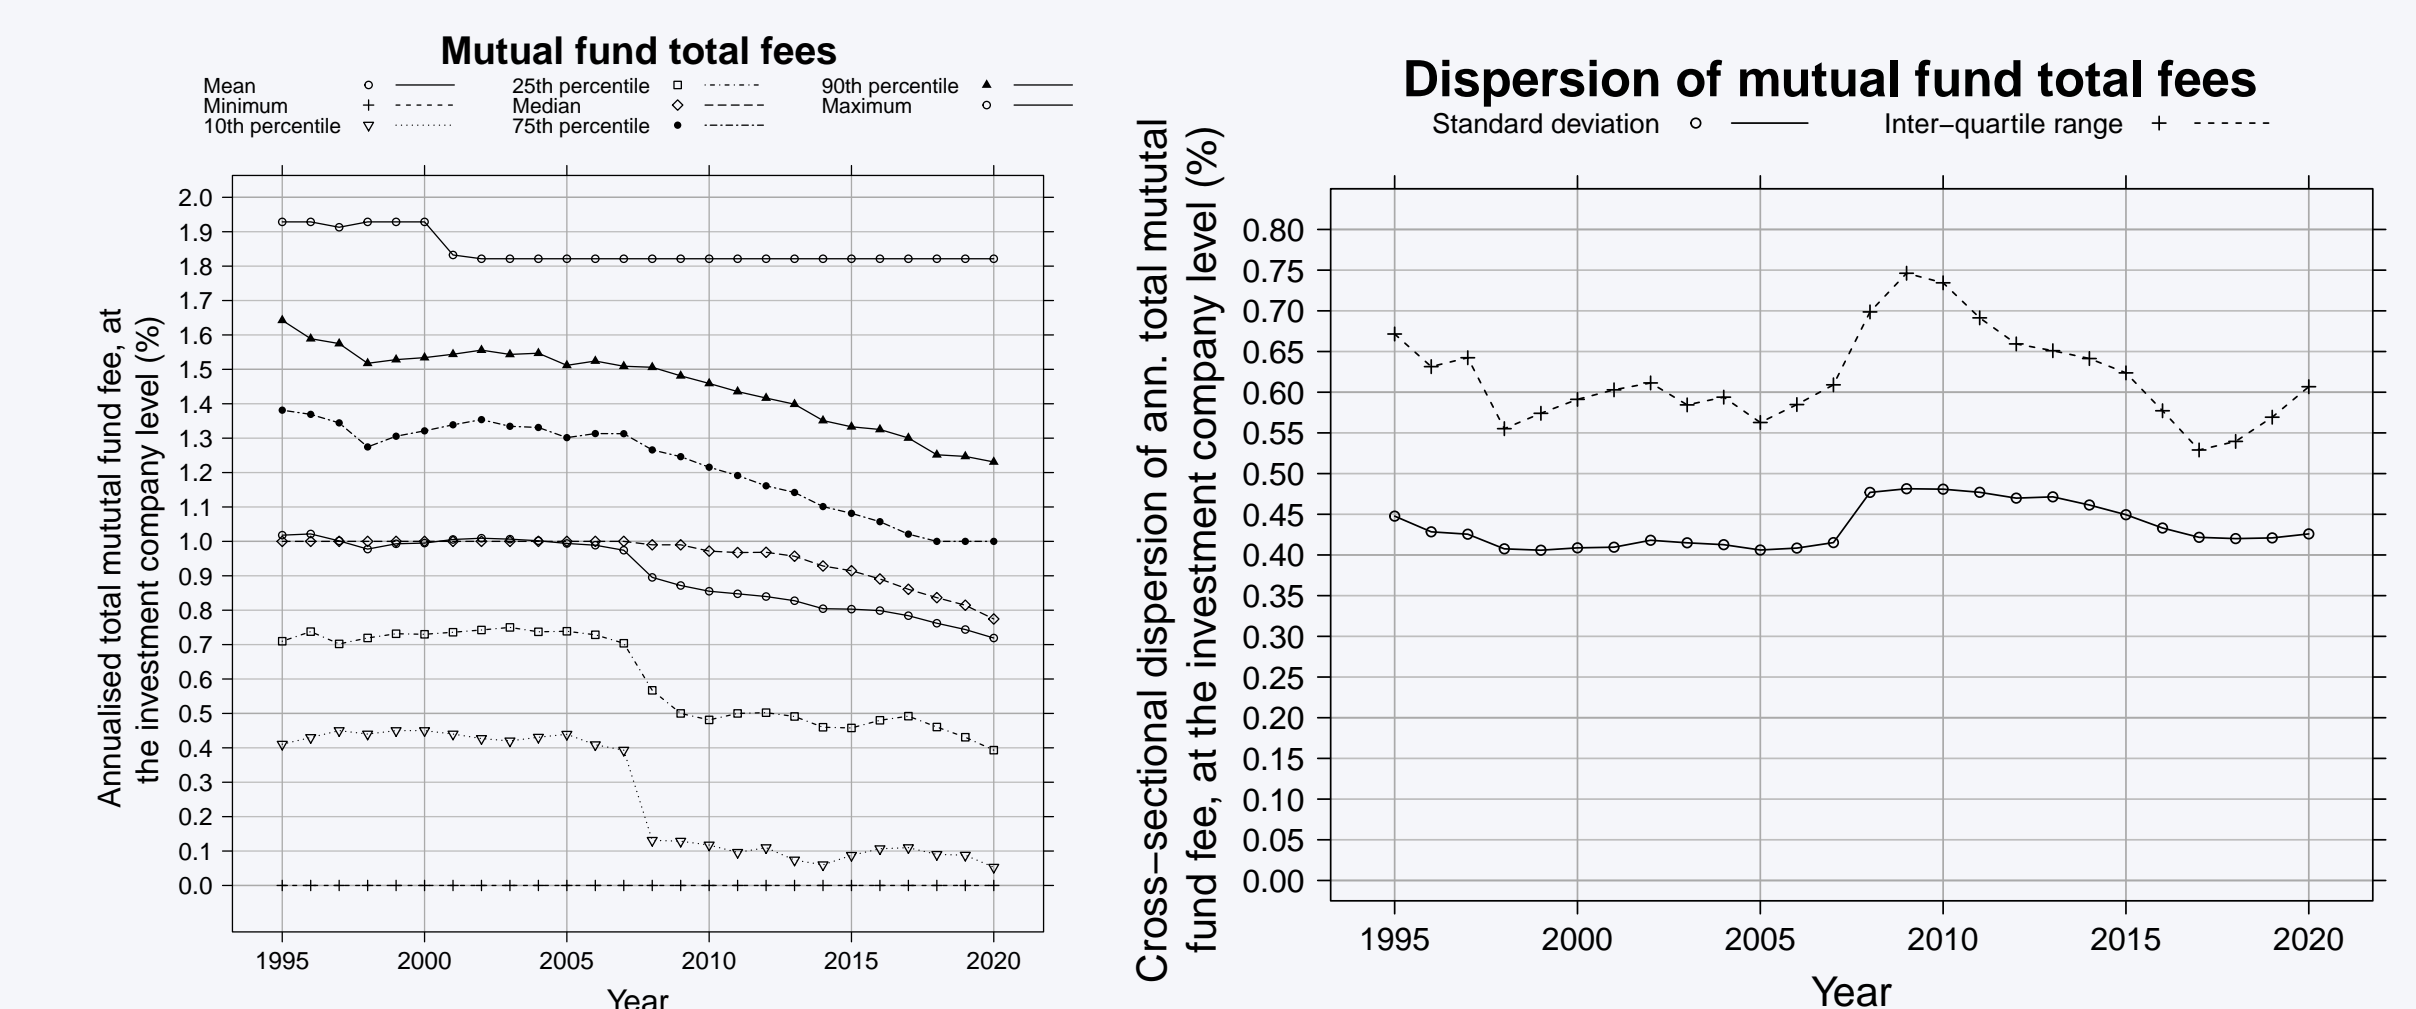 Mutual fund total fees
Mean
25th percentile
90th percentile
Minimum
Median
Maximum
10th percentile
75th percentile
Annualised total mututal fund fee, at
the investment company level (%)
2.0
1.9
1.8
1.7
1.6
1.5
1.4
1.3
1.2
1.1
1.0
0.9
0.8
0.7
0.6
0.5
0.4
0.3
0.2
0.1
0.0
1995 2000 2005 2010 2015 2020
Year
Dispersion of mutual fund total fees
Standard deviation
Inter−quartile range
Cross−sectional dispersion of ann. total mututal
fund fee, at the investment company level (%)
0.80
0.75
0.70
0.65
0.60
0.55
0.50
0.45
0.40
0.35
0.30
0.25
0.20
0.15
0.10
0.05
0.00
1995 2000 2005 2010 2015 2020
Year